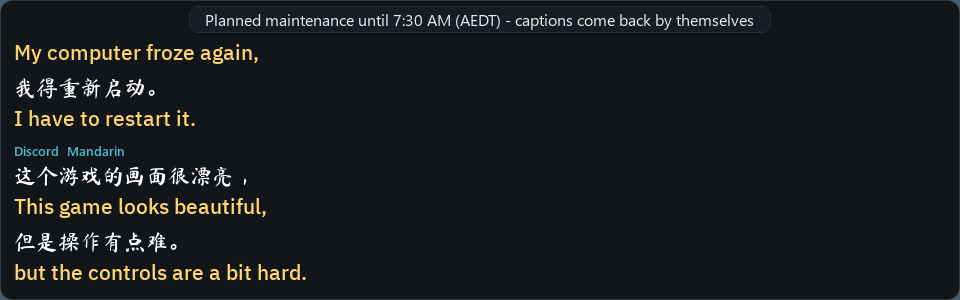 Planned maintenance until 7:30 AM (AEDT) - captions come back by themselves
My computer froze again,
我得重新启动。
I have to restart it.
Discord Mandarin
这个游戏的画面很漂亮，
This game looks beautiful,
但是操作有点难。
but the controls are a bit hard.